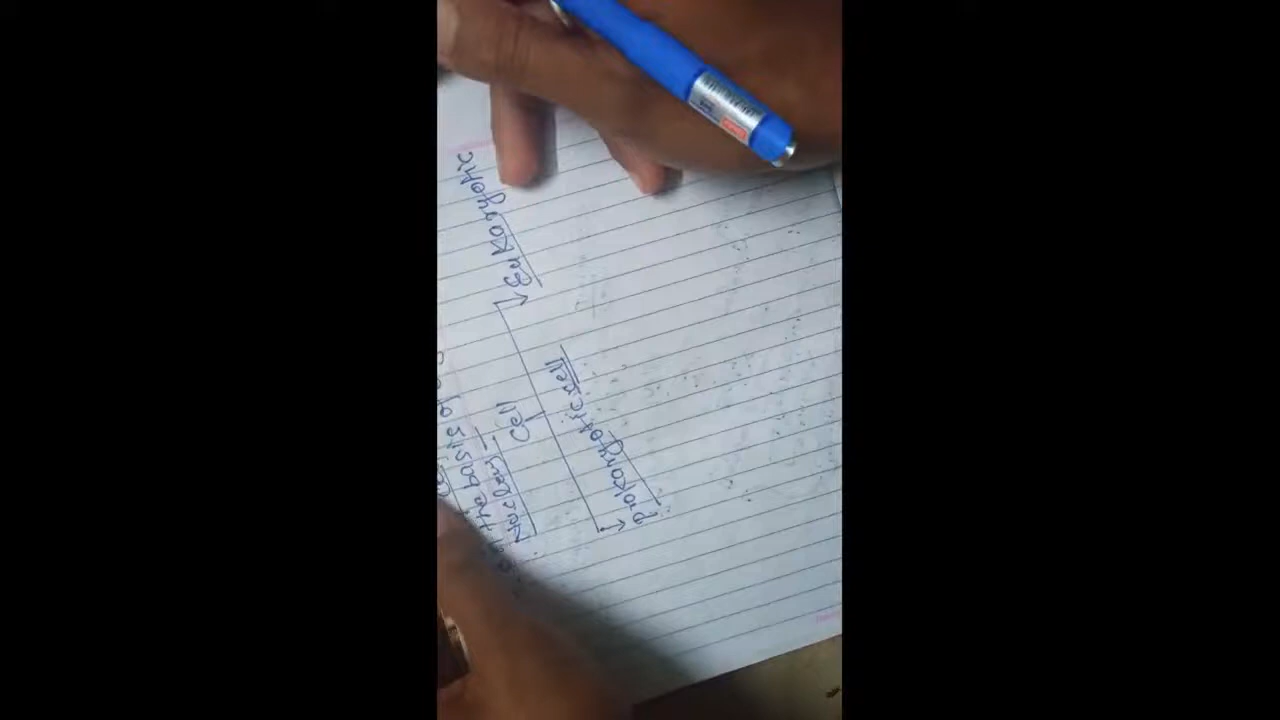 the basis of
Nucleus
Cell
prokaryotic cell
Eukaryotic